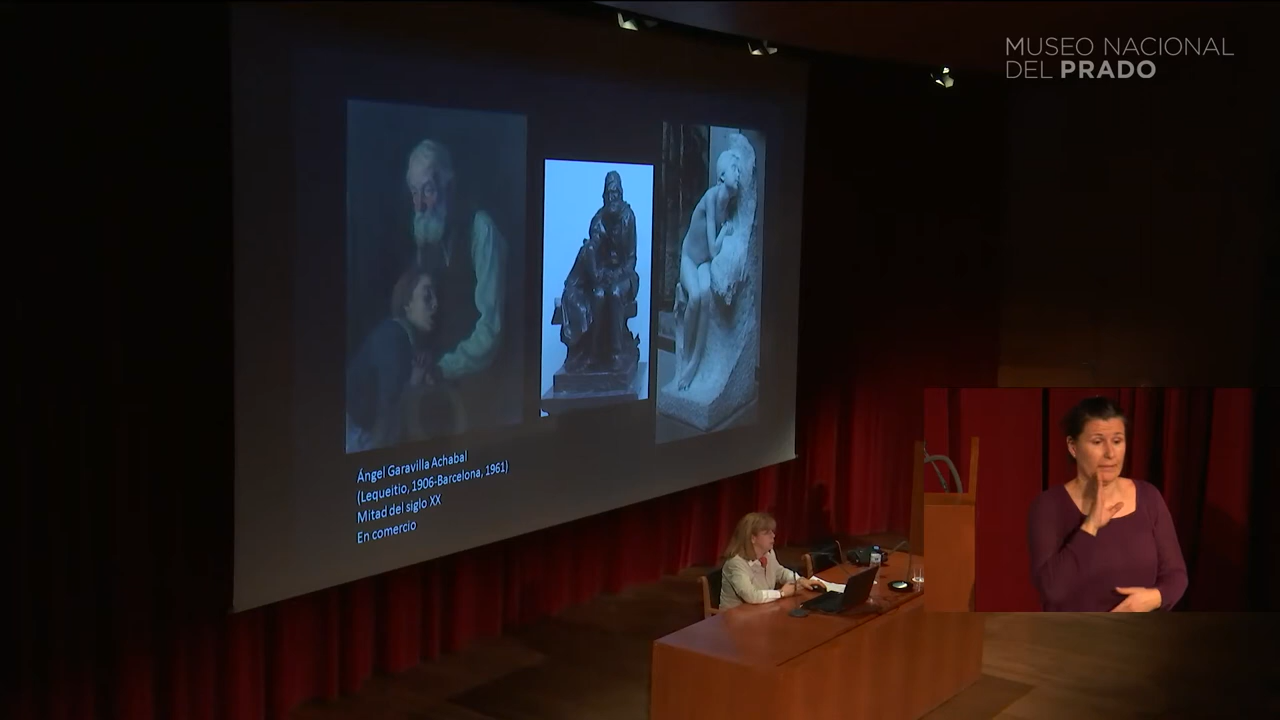 MUSEO NACIONAL
DEL PRADO
Ángel Garavilla Achabal
(Lequeitio, 1906-Barcelona, 1961)
Mitad del siglo XX
En comercio